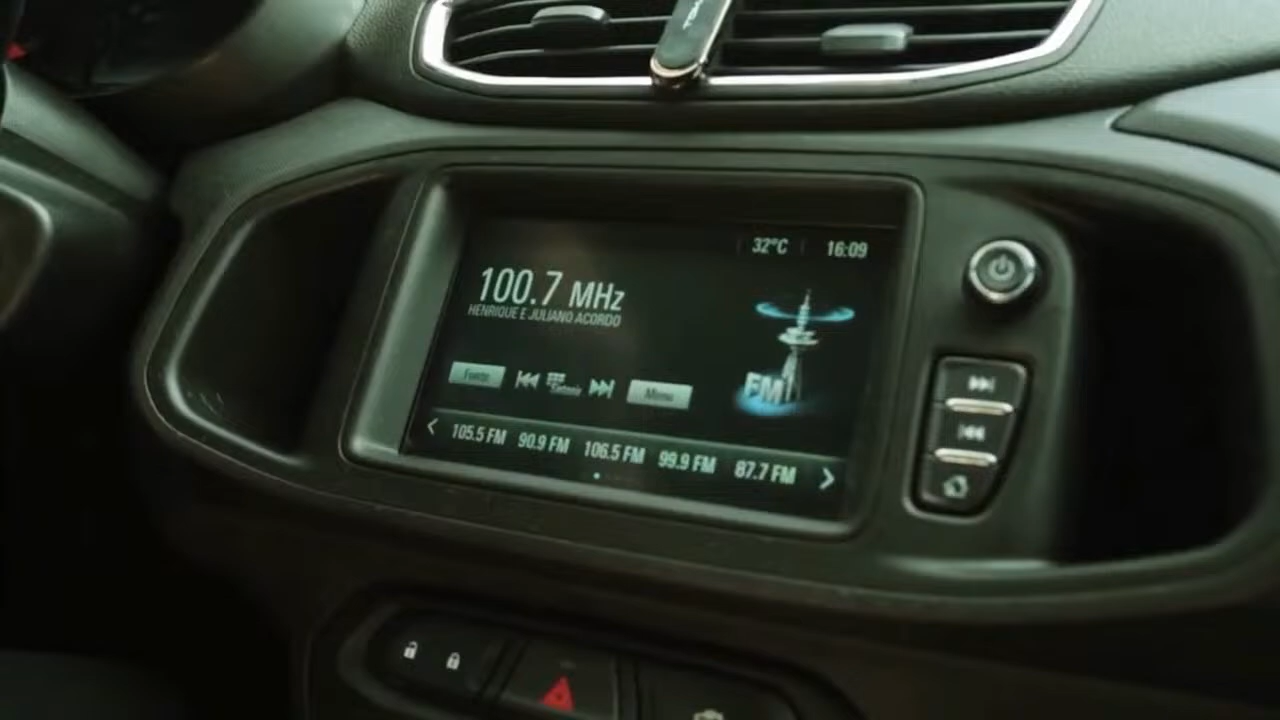 32°C 16:09
100.7 MHz
HENRIQUE E JULIANO ACORDO
FM
Fonte Sintonia Menu
105.5 FM 90.9 FM 106.5 FM 99.9 FM 87.7 FM